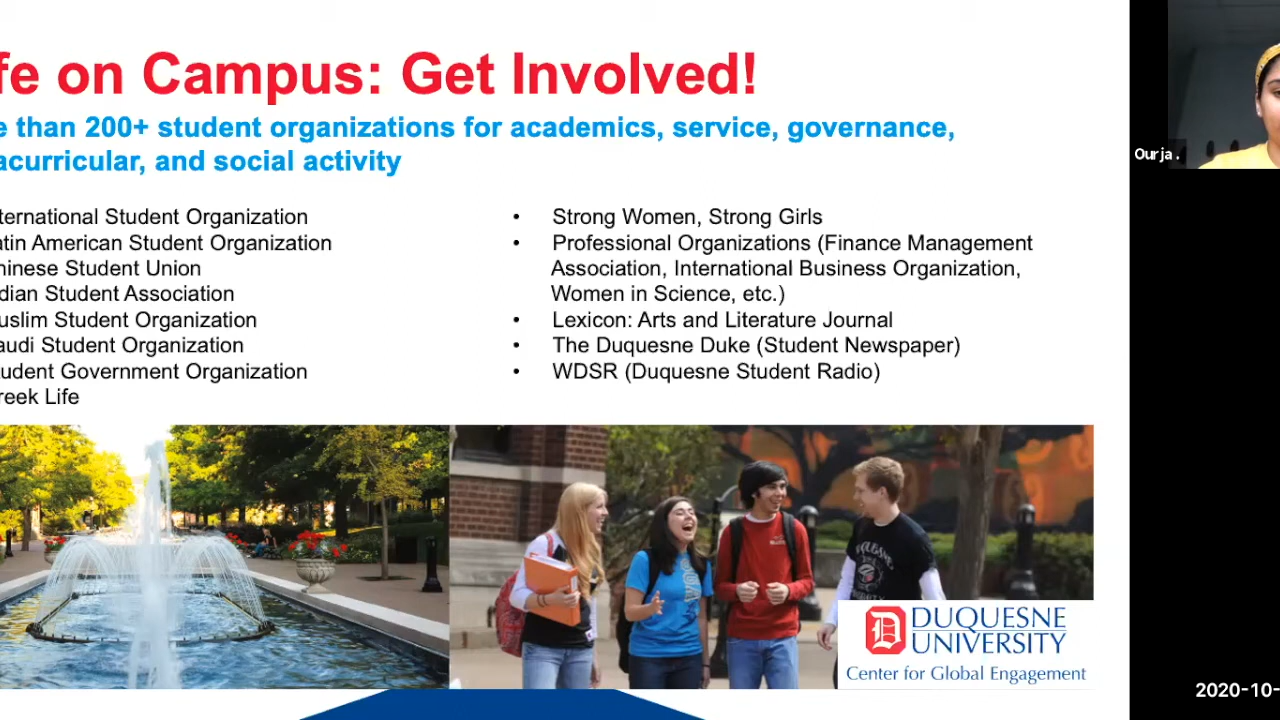 fe on Campus: Get Involved!
e than 200+ student organizations for academics, service, governance,
acurricular, and social activity
ternational Student Organization
atin American Student Organization
hinese Student Union
dian Student Association
uslim Student Organization
audi Student Organization
udent Government Organization
reek Life
• Strong Women, Strong Girls
• Professional Organizations (Finance Management
Association, International Business Organization,
Women in Science, etc.)
• Lexicon: Arts and Literature Journal
• The Duquesne Duke (Student Newspaper)
• WDSR (Duquesne Student Radio)
D DUQUESNE
UNIVERSITY
Center for Global Engagement
Ourja .
2020-10-